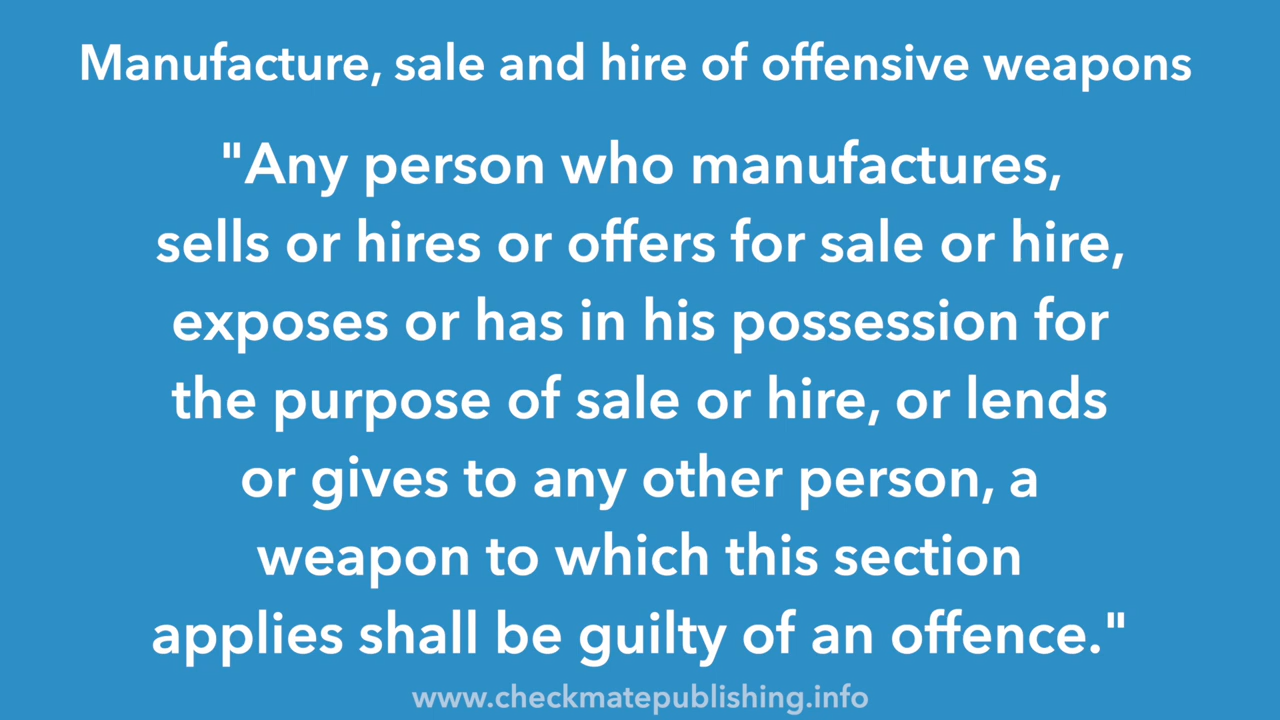 Manufacture, sale and hire of offensive weapons
"Any person who manufactures,
sells or hires or offers for sale or hire,
exposes or has in his possession for
the purpose of sale or hire, or lends
or gives to any other person, a
weapon to which this section
applies shall be guilty of an offence."
www.checkmatepublishing.info